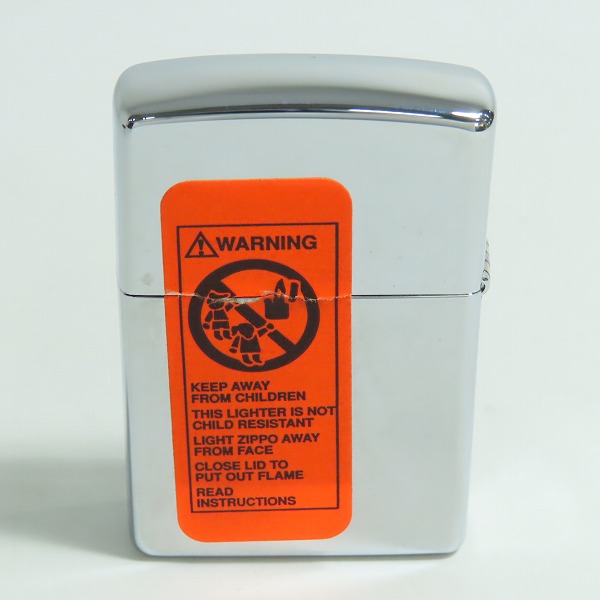 WARNING
KEEP AWAY
FROM CHILDREN
THIS LIGHTER IS NOT
CHILD RESISTANT
LIGHT ZIPPO AWAY
FROM FACE
CLOSE LID TO
PUT OUT FLAME
READ
INSTRUCTIONS